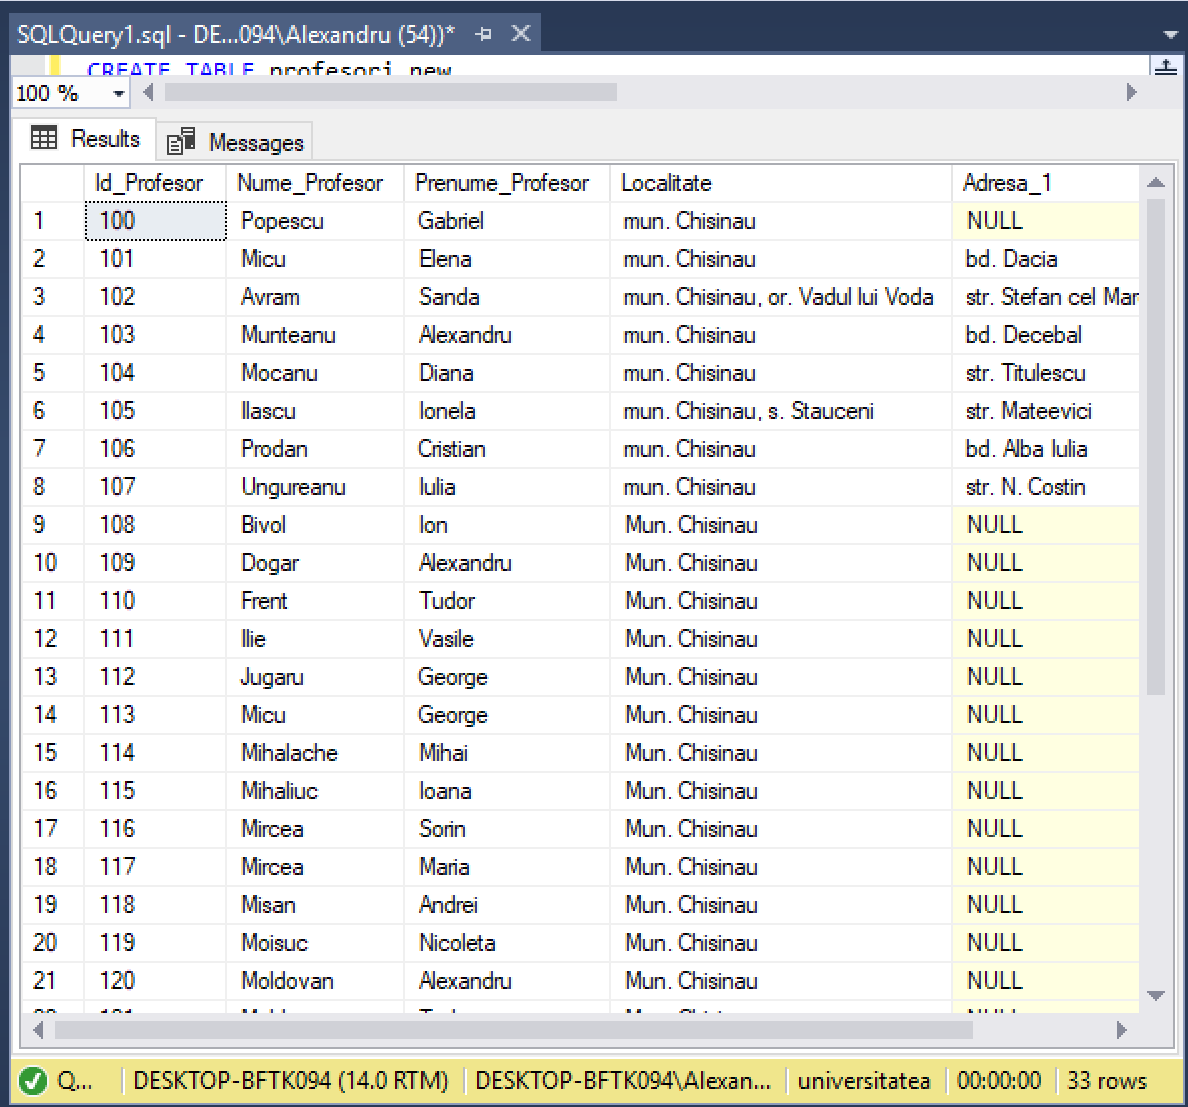 SQLQuery1.sql - DE...094\Alexandru (54))*
CREATE TABLE profesori_new
100 %
Results Messages
Id_Profesor Nume_Profesor Prenume_Profesor Localitate Adresa_1
1 100 Popescu Gabriel mun. Chisinau NULL
2 101 Micu Elena mun. Chisinau bd. Dacia
3 102 Avram Sanda mun. Chisinau, or. Vadul lui Voda str. Stefan cel Mar
4 103 Munteanu Alexandru mun. Chisinau bd. Decebal
5 104 Mocanu Diana mun. Chisinau str. Titulescu
6 105 Ilascu Ionela mun. Chisinau, s. Stauceni str. Mateevici
7 106 Prodan Cristian mun. Chisinau bd. Alba Iulia
8 107 Ungureanu Iulia mun. Chisinau str. N. Costin
9 108 Bivol Ion Mun. Chisinau NULL
10 109 Dogar Alexandru Mun. Chisinau NULL
11 110 Frent Tudor Mun. Chisinau NULL
12 111 Ilie Vasile Mun. Chisinau NULL
13 112 Jugaru George Mun. Chisinau NULL
14 113 Micu George Mun. Chisinau NULL
15 114 Mihalache Mihai Mun. Chisinau NULL
16 115 Mihaliuc Ioana Mun. Chisinau NULL
17 116 Mircea Sorin Mun. Chisinau NULL
18 117 Mircea Maria Mun. Chisinau NULL
19 118 Misan Andrei Mun. Chisinau NULL
20 119 Moisuc Nicoleta Mun. Chisinau NULL
21 120 Moldovan Alexandru Mun. Chisinau NULL
Q... DESKTOP-BFTK094 (14.0 RTM) DESKTOP-BFTK094\Alexan... universitatea 00:00:00 33 rows